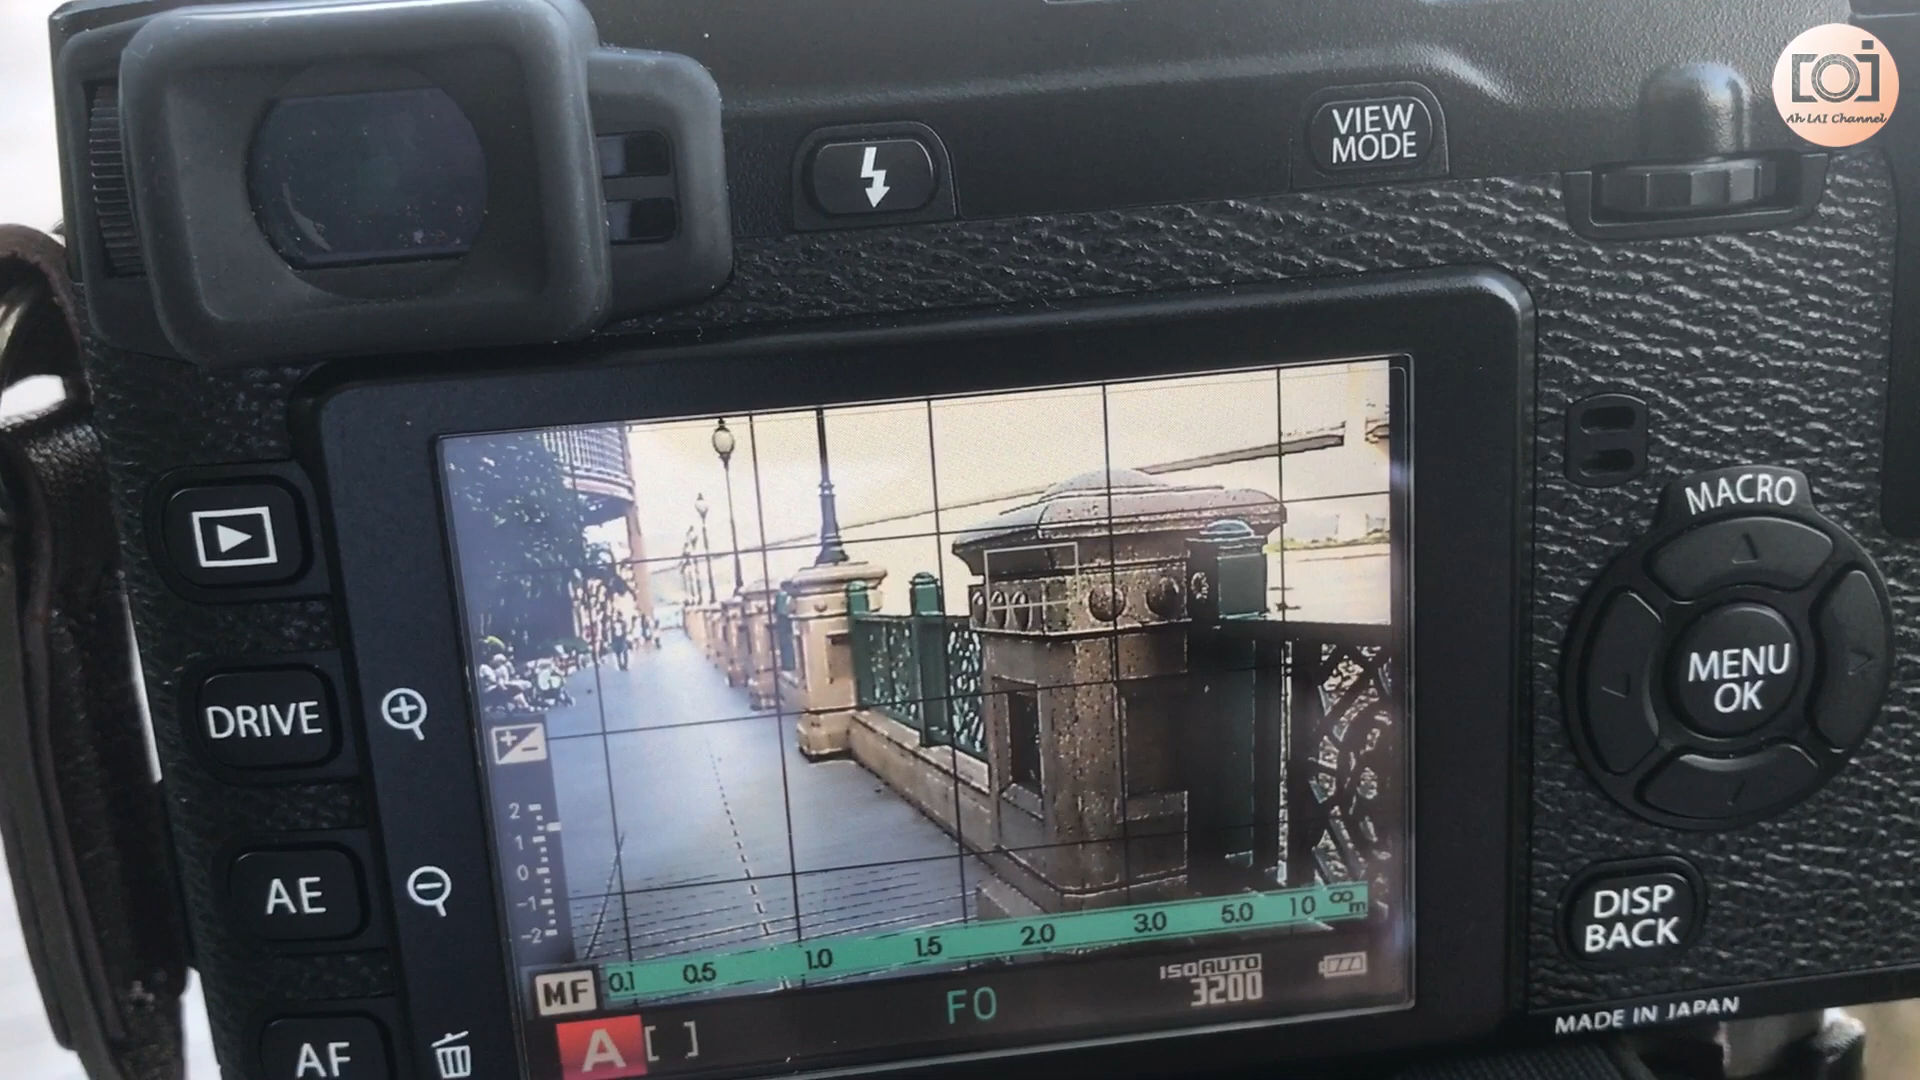 Ah LAI Channel
VIEW
MODE
MACRO
MENU
OK
DRIVE
AE
AF
DISP
BACK
MADE IN JAPAN
2
1
0
-1
-2
MF
0.1 0.5 1.0 1.5 2.0 3.0 5.0 10 ∞ m
A [ ]
F0
ISO AUTO
3200